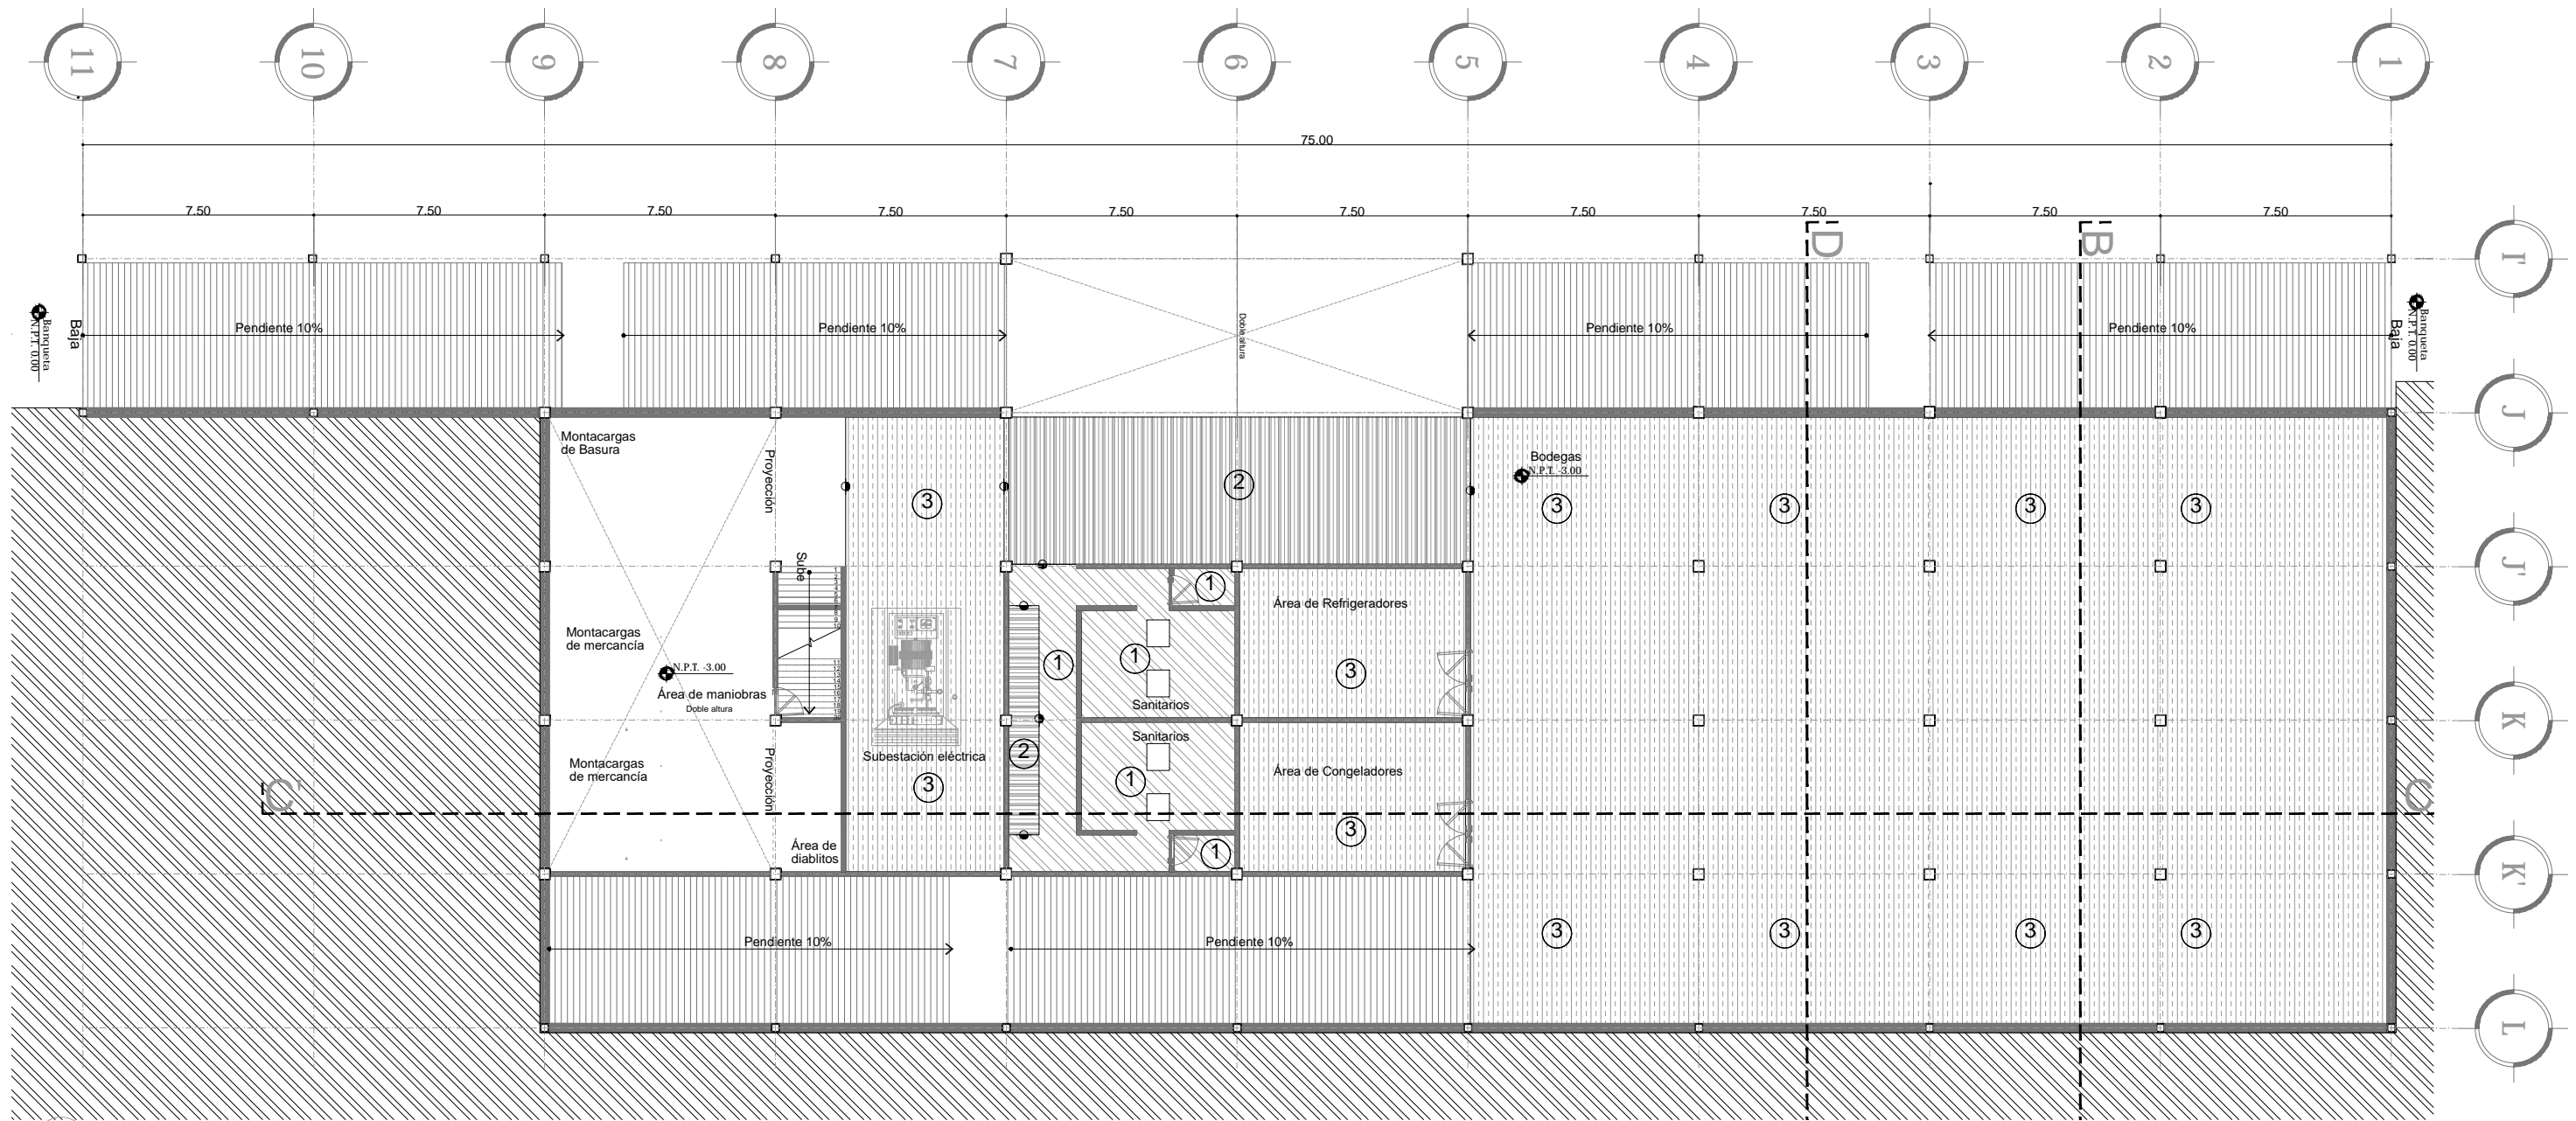 11 10 9 8 7 6 5 4 3 2 1
75.00
7.50 7.50 7.50 7.50 7.50 7.50 7.50 7.50 7.50 7.50
D B
I'
Banqueta
N.P.T. 0.00
Baja
Pendiente 10%
Pendiente 10%
Doble altura
Pendiente 10%
Pendiente 10%
Baja
Banqueta
N.P.T. 0.00
J
Montacargas
de Basura
Proyección
3
2
Bodegas
N.P.T. -3.00
3 3 3 3
J'
Sube
1
Área de Refrigeradores
Montacargas
de mercancía
1
1
3
N.P.T. -3.00
Área de maniobras
Doble altura
Sanitarios
K
Sanitarios
Subestación eléctrica
3
2
Montacargas
de mercancía
Proyección
1
Área de Congeladores
C'
C
3
Área de
diablitos
1
K'
Pendiente 10%
Pendiente 10%
3 3 3 3
L